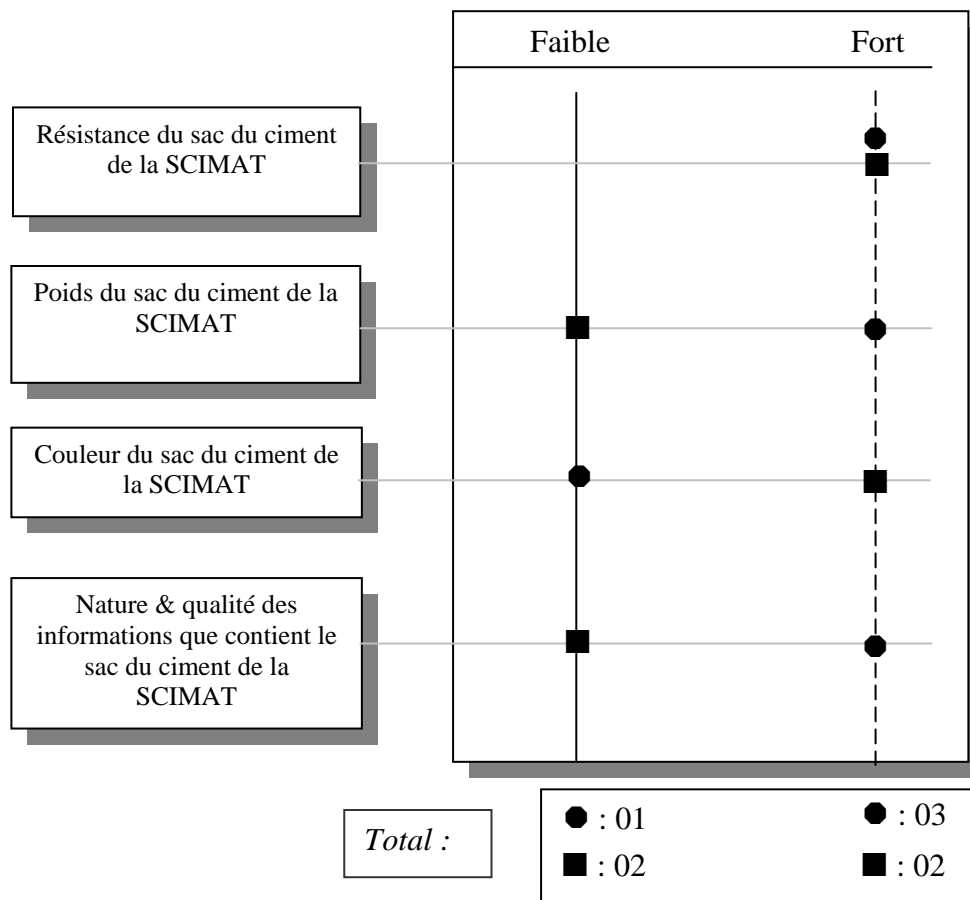 Faible Fort
Résistance du sac du ciment
de la SCIMAT
Poids du sac du ciment de la
SCIMAT
Couleur du sac du ciment de
la SCIMAT
Nature & qualité des
informations que contient le
sac du ciment de la
SCIMAT
Total :
: 01 : 03
: 02 : 02